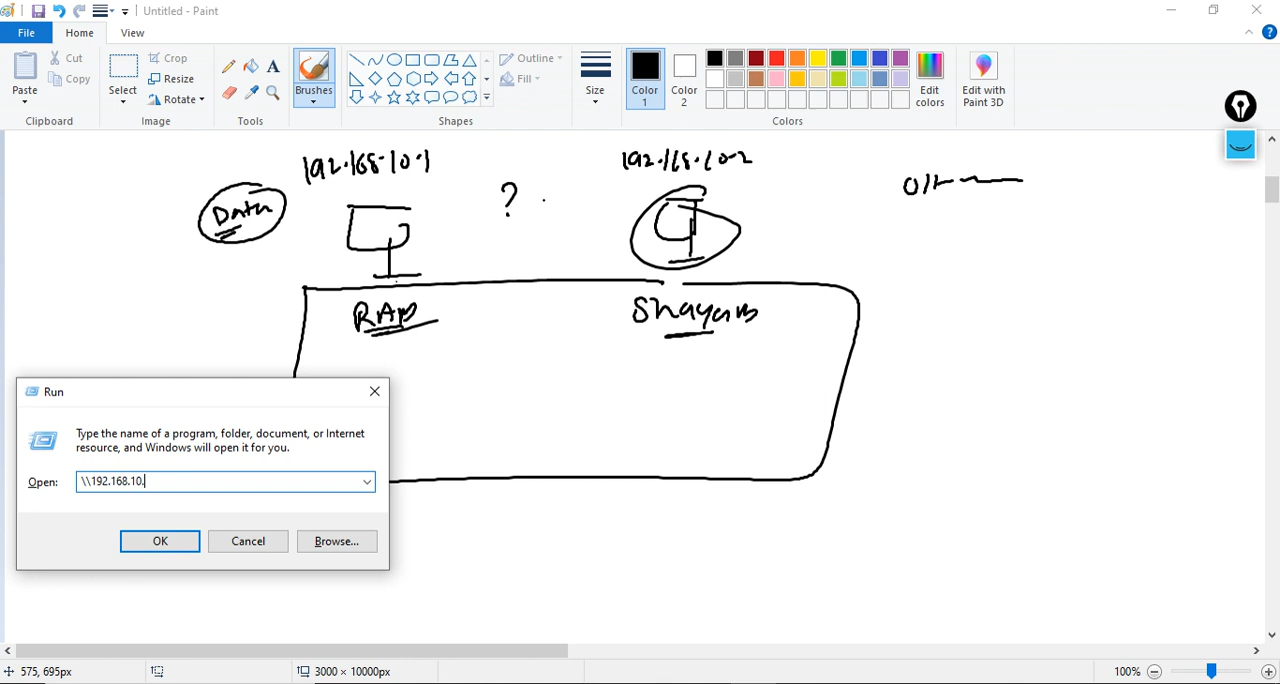 Untitled - Paint
File Home View
Paste
Cut
Copy
Clipboard
Select
Crop
Resize
Rotate
Image
Tools
Brushes
Outline
Fill
Shapes
Size
Color 1
Color 2
Edit colors
Edit with Paint 3D
Colors
192.168.10.1
192.168.10.2
Data
?
RAM
Shayam
Run
Type the name of a program, folder, document, or Internet
resource, and Windows will open it for you.
Open: \\192.168.10.
OK Cancel Browse...
575, 695px 3000 × 10000px 100%